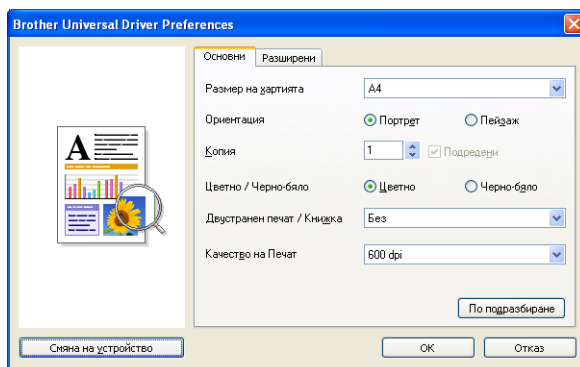 Brother Universal Driver Preferences
Основни Разширени
Размер на хартията A4
Ориентация Портрет Пейзаж
Копия 1 Подредени
Цветно / Черно-бяло Цветно Черно-бяло
Двустранен печат / Книжка Без
Качество на Печат 600 dpi
A
По подразбиране
Смяна на устройство OK Отказ